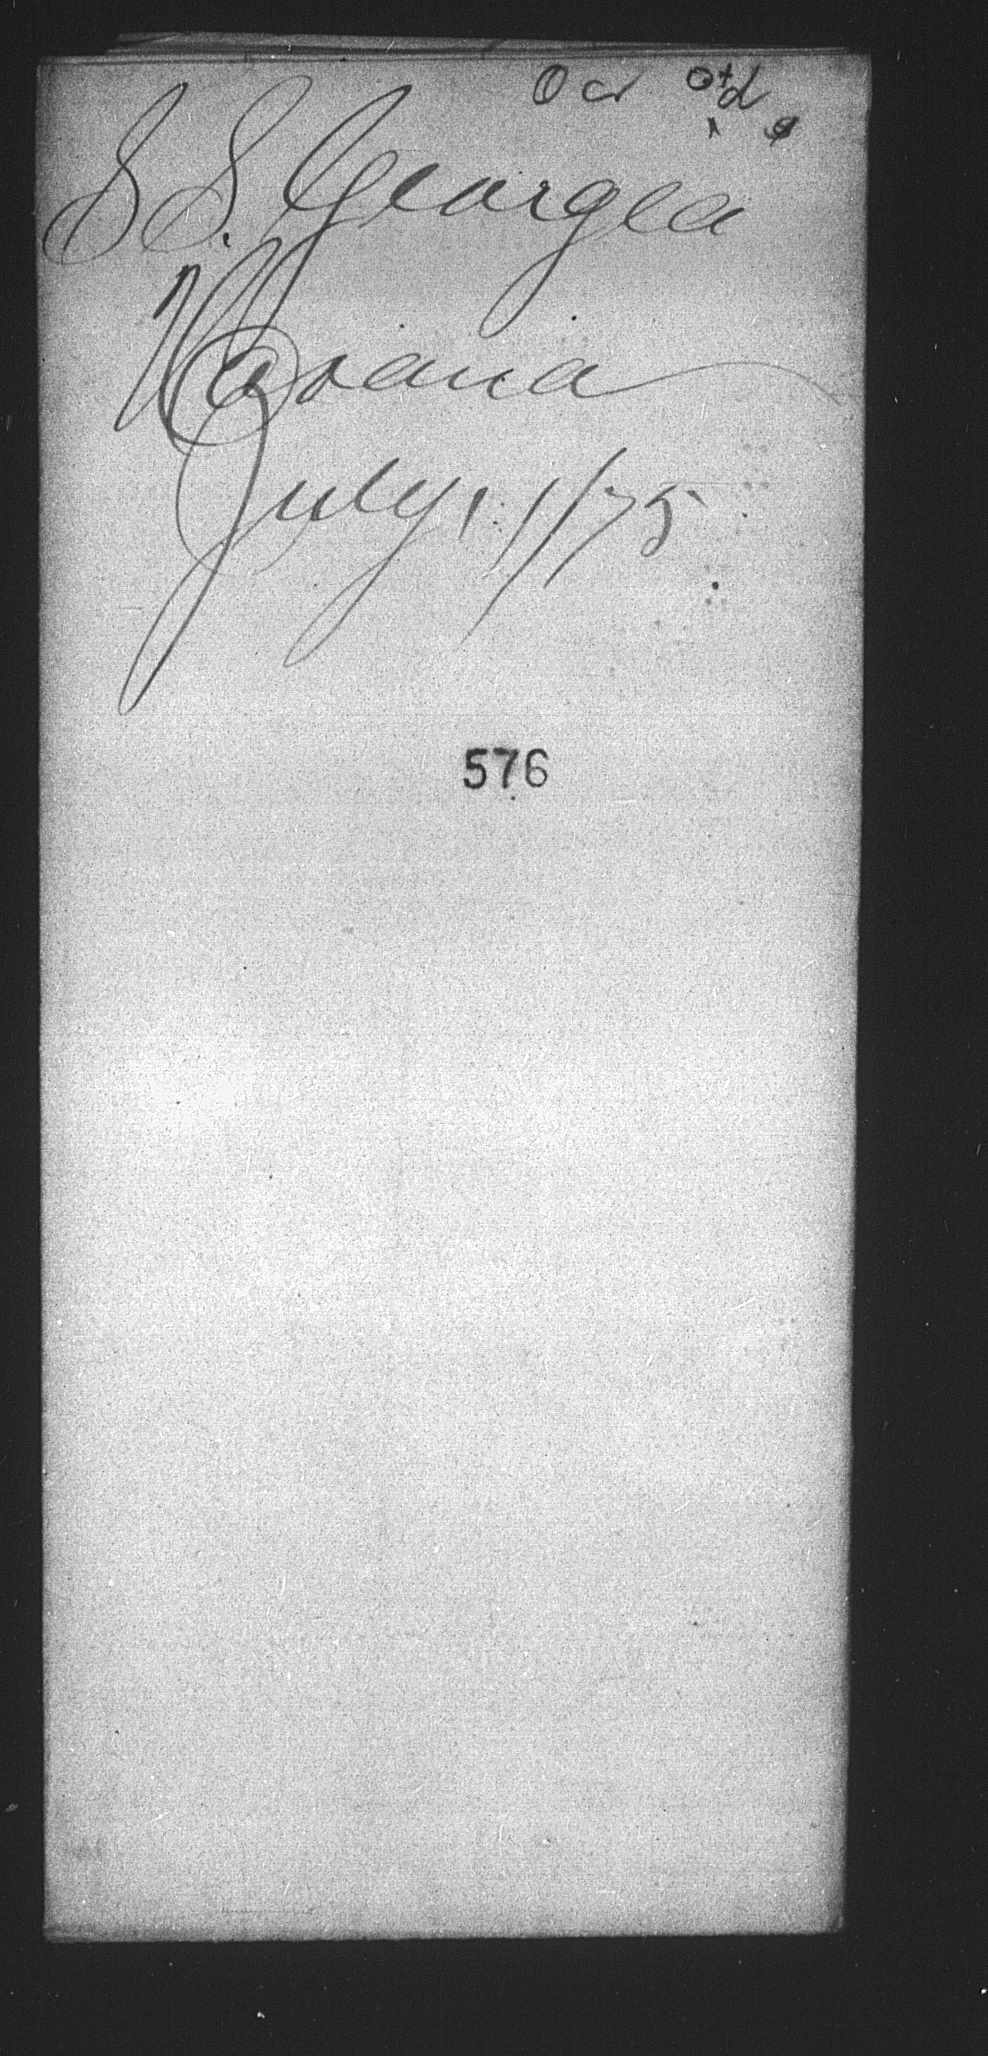 S S. Georgia
Havana
July, 1/75
576